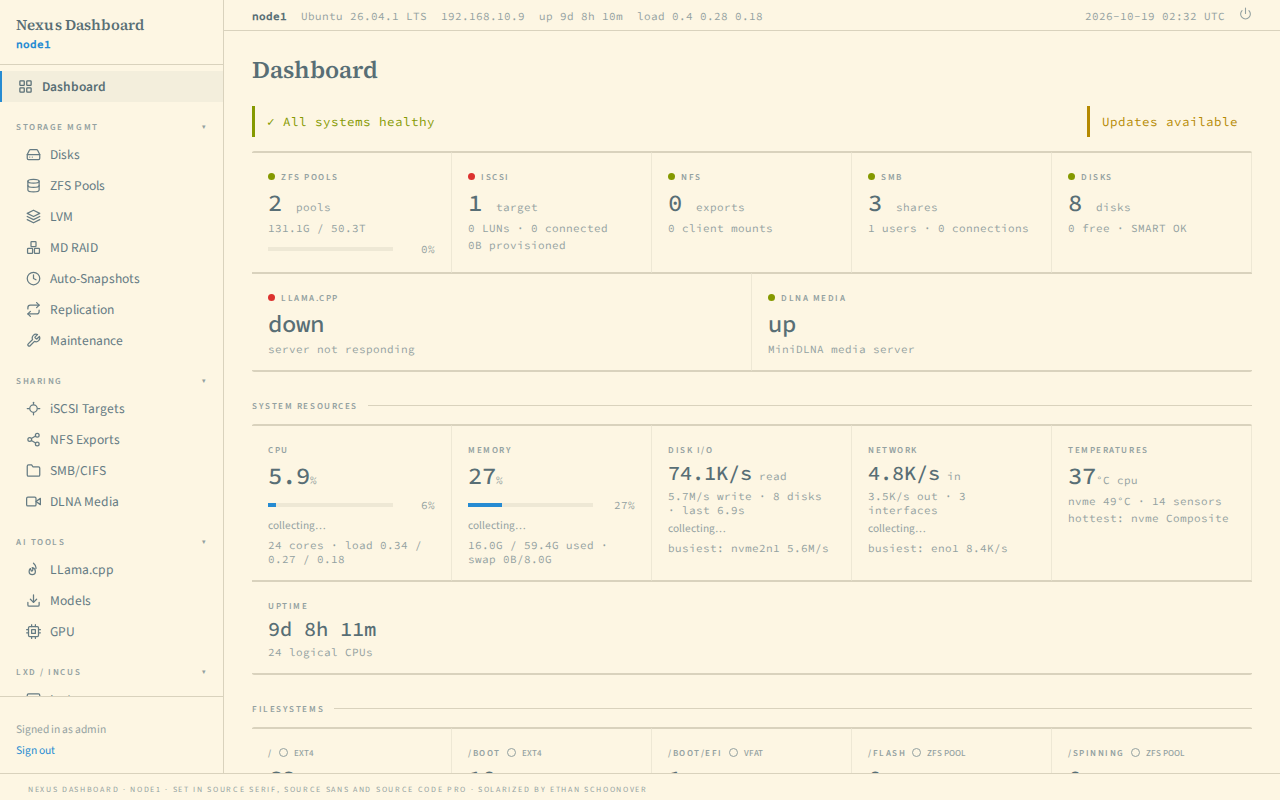 Nexus Dashboard
node1
Dashboard
STORAGE MGMT ▾
Disks
ZFS Pools
LVM
MD RAID
Auto-Snapshots
Replication
Maintenance
SHARING ▾
iSCSI Targets
NFS Exports
SMB/CIFS
DLNA Media
AI TOOLS ▾
LLama.cpp
Models
GPU
LXD / INCUS ▾
Signed in as admin
Sign out
node1 Ubuntu 26.04.1 LTS 192.168.10.9 up 9d 8h 10m load 0.4 0.28 0.18 2026-10-19 02:32 UTC
Dashboard
✓ All systems healthy
Updates available
ZFS POOLS
2 pools
131.1G / 50.3T
0%
ISCSI
1 target
0 LUNs · 0 connected
0B provisioned
NFS
0 exports
0 client mounts
SMB
3 shares
1 users · 0 connections
DISKS
8 disks
0 free · SMART OK
LLAMA.CPP
down
server not responding
DLNA MEDIA
up
MiniDLNA media server
SYSTEM RESOURCES
CPU
5.9%
6%
collecting…
24 cores · load 0.34 /
0.27 / 0.18
MEMORY
27%
27%
collecting…
16.0G / 59.4G used ·
swap 0B/8.0G
DISK I/O
74.1K/s read
5.7M/s write · 8 disks
· last 6.9s
collecting…
busiest: nvme2n1 5.6M/s
NETWORK
4.8K/s in
3.5K/s out · 3
interfaces
collecting…
busiest: eno1 8.4K/s
TEMPERATURES
37°C cpu
nvme 49°C · 14 sensors
hottest: nvme Composite
UPTIME
9d 8h 11m
24 logical CPUs
FILESYSTEMS
/ EXT4
/BOOT EXT4
/BOOT/EFI VFAT
/FLASH ZFS POOL
/SPINNING ZFS POOL
NEXUS DASHBOARD · NODE1 · SET IN SOURCE SERIF, SOURCE SANS AND SOURCE CODE PRO · SOLARIZED BY ETHAN SCHOONOVER